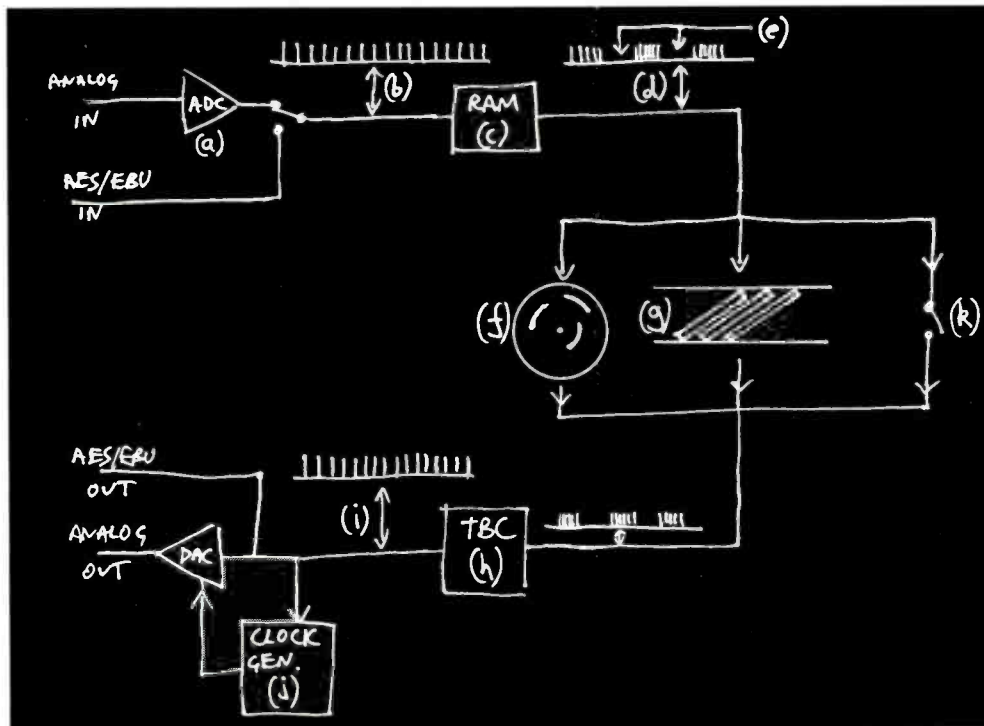 (e)
ANALOG
IN
ADC
(a)
(b)
RAM
(c)
(d)
AES/EBU
IN
(f)
(g)
(k)
AES/EBU
OUT
ANALOG
OUT
DAC
(i)
TBC
(h)
CLOCK
GEN.
(j)